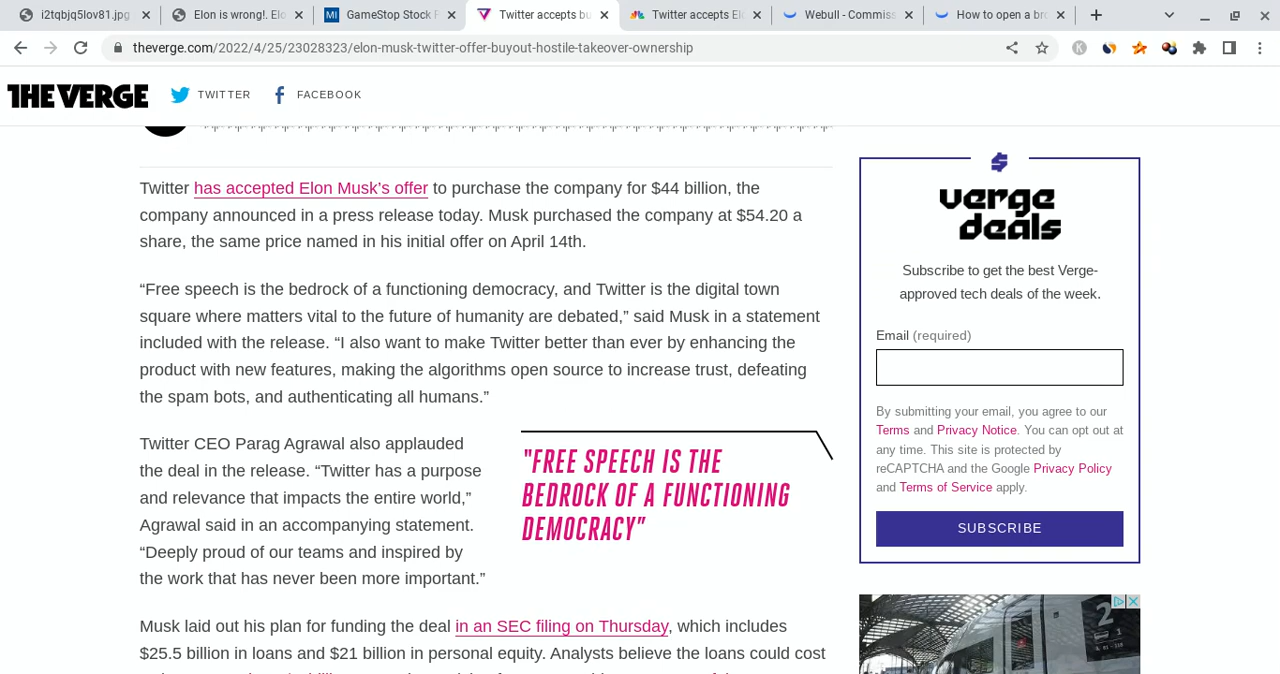 i2tqbjq5lov81.jpg
Elon is wrong!. Elo
GameStop Stock F
Twitter accepts bu
Twitter accepts El
Webull - Commiss
How to open a bro
theverge.com/2022/4/25/23028323/elon-musk-twitter-offer-buyout-hostile-takeover-ownership
THE VERGE
TWITTER
FACEBOOK
Twitter has accepted Elon Musk’s offer to purchase the company for $44 billion, the
company announced in a press release today. Musk purchased the company at $54.20 a
share, the same price named in his initial offer on April 14th.
“Free speech is the bedrock of a functioning democracy, and Twitter is the digital town
square where matters vital to the future of humanity are debated,” said Musk in a statement
included with the release. “I also want to make Twitter better than ever by enhancing the
product with new features, making the algorithms open source to increase trust, defeating
the spam bots, and authenticating all humans.”
Twitter CEO Parag Agrawal also applauded
the deal in the release. “Twitter has a purpose
and relevance that impacts the entire world,”
Agrawal said in an accompanying statement.
“Deeply proud of our teams and inspired by
the work that has never been more important.”
"FREE SPEECH IS THE
BEDROCK OF A FUNCTIONING
DEMOCRACY"
Musk laid out his plan for funding the deal in an SEC filing on Thursday, which includes
$25.5 billion in loans and $21 billion in personal equity. Analysts believe the loans could cost
verge
deals
Subscribe to get the best Verge-
approved tech deals of the week.
Email (required)
By submitting your email, you agree to our
Terms and Privacy Notice. You can opt out at
any time. This site is protected by
reCAPTCHA and the Google Privacy Policy
and Terms of Service apply.
SUBSCRIBE
2